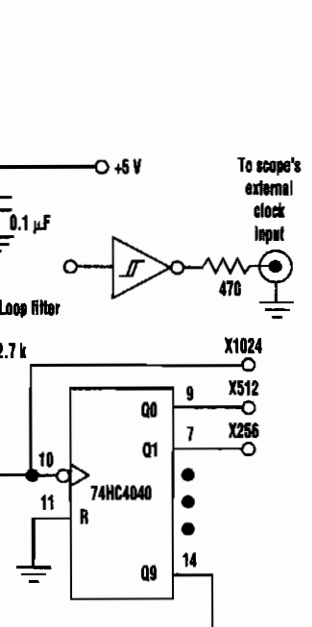 +5 V
To scope's
external
clock
input
0.1 µF
470
Loop filter
2.7 k
X1024
9
X512
Q0
7
X256
Q1
10
74HC4040
11
R
14
Q9